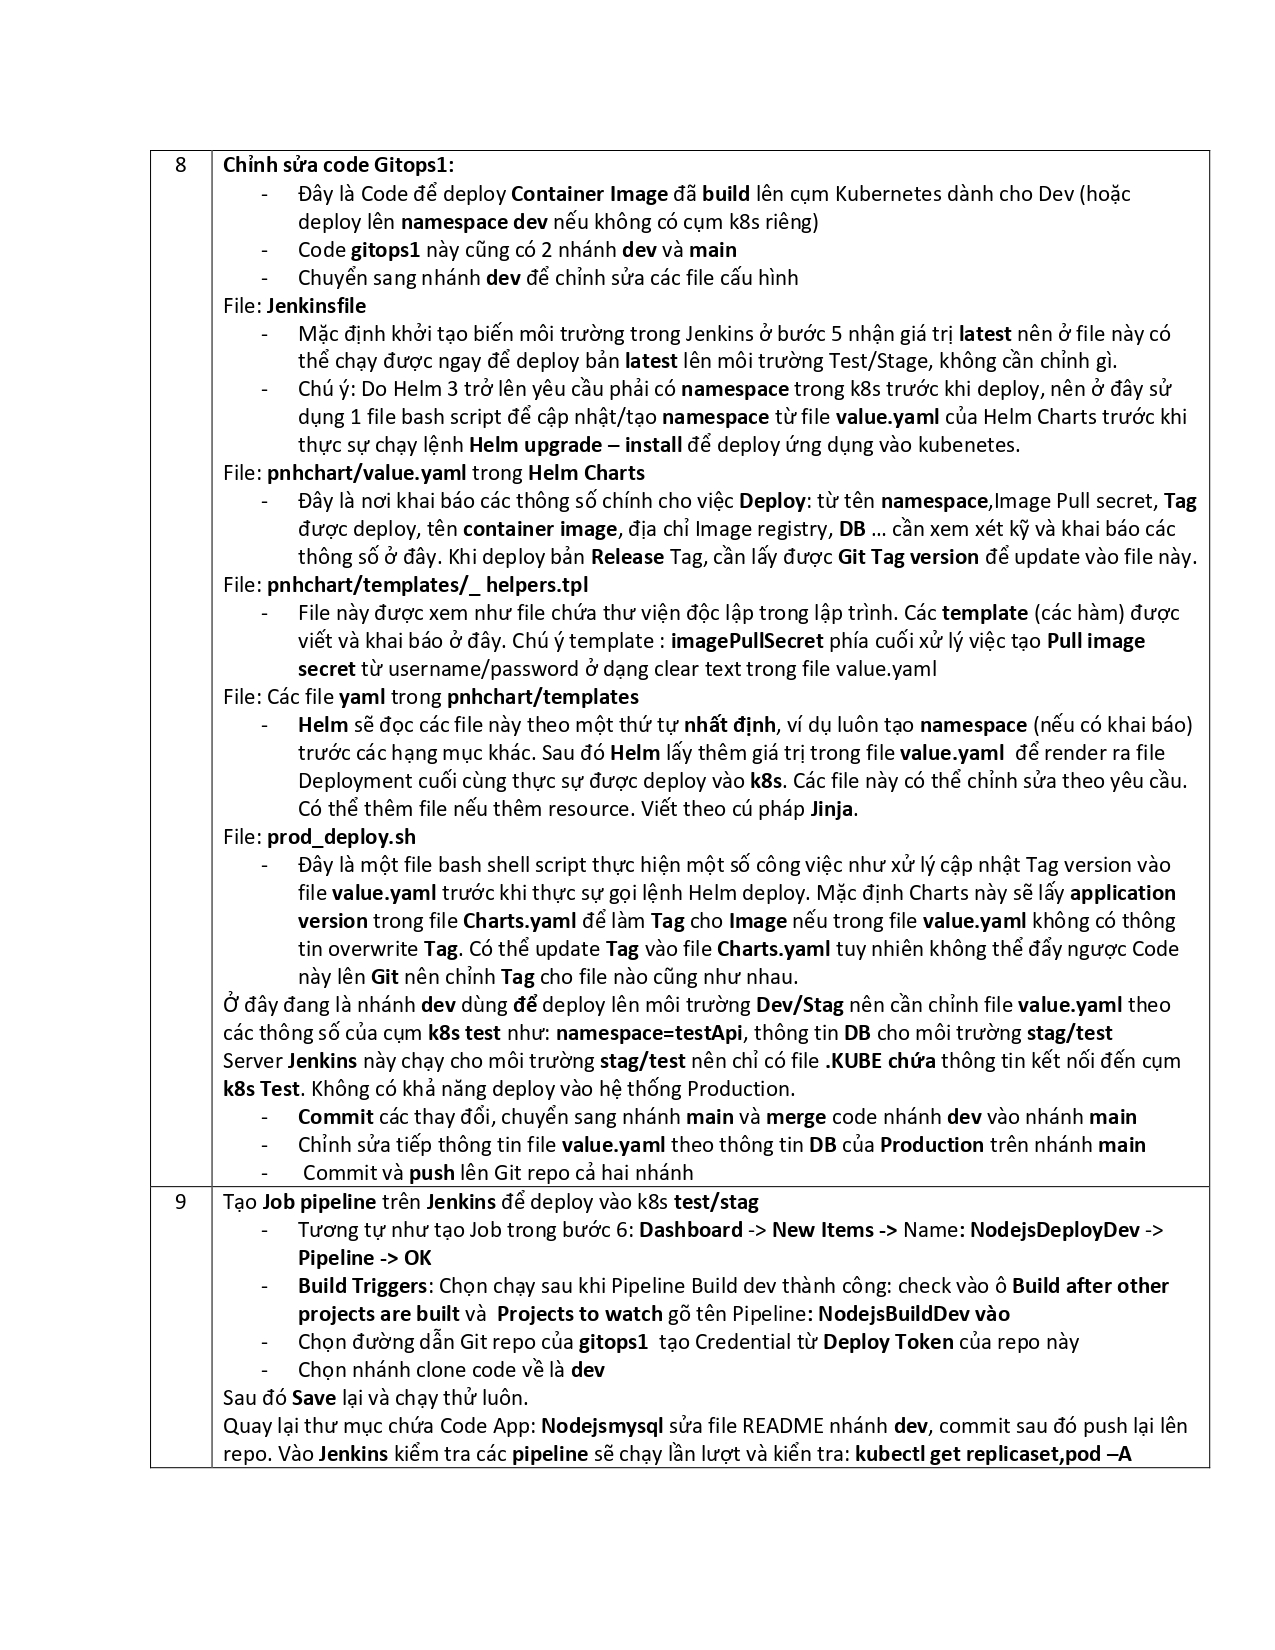 8
Chỉnh sửa code Gitops1:
- Đây là Code để deploy Container Image đã build lên cụm Kubernetes dành cho Dev (hoặc
deploy lên namespace dev nếu không có cụm k8s riêng)
- Code gitops1 này cũng có 2 nhánh dev và main
- Chuyển sang nhánh dev để chỉnh sửa các file cấu hình
File: Jenkinsfile
- Mặc định khởi tạo biến môi trường trong Jenkins ở bước 5 nhận giá trị latest nên ở file này có
thể chạy được ngay để deploy bản latest lên môi trường Test/Stage, không cần chỉnh gì.
- Chú ý: Do Helm 3 trở lên yêu cầu phải có namespace trong k8s trước khi deploy, nên ở đây sử
dụng 1 file bash script để cập nhật/tạo namespace từ file value.yaml của Helm Charts trước khi
thực sự chạy lệnh Helm upgrade – install để deploy ứng dụng vào kubenetes.
File: pnhchart/value.yaml trong Helm Charts
- Đây là nơi khai báo các thông số chính cho việc Deploy: từ tên namespace,Image Pull secret, Tag
được deploy, tên container image, địa chỉ Image registry, DB … cần xem xét kỹ và khai báo các
thông số ở đây. Khi deploy bản Release Tag, cần lấy được Git Tag version để update vào file này.
File: pnhchart/templates/_ helpers.tpl
- File này được xem như file chứa thư viện độc lập trong lập trình. Các template (các hàm) được
viết và khai báo ở đây. Chú ý template : imagePullSecret phía cuối xử lý việc tạo Pull image
secret từ username/password ở dạng clear text trong file value.yaml
File: Các file yaml trong pnhchart/templates
- Helm sẽ đọc các file này theo một thứ tự nhất định, ví dụ luôn tạo namespace (nếu có khai báo)
trước các hạng mục khác. Sau đó Helm lấy thêm giá trị trong file value.yaml  để render ra file
Deployment cuối cùng thực sự được deploy vào k8s. Các file này có thể chỉnh sửa theo yêu cầu.
Có thể thêm file nếu thêm resource. Viết theo cú pháp Jinja.
File: prod_deploy.sh
- Đây là một file bash shell script thực hiện một số công việc như xử lý cập nhật Tag version vào
file value.yaml trước khi thực sự gọi lệnh Helm deploy. Mặc định Charts này sẽ lấy application
version trong file Charts.yaml để làm Tag cho Image nếu trong file value.yaml không có thông
tin overwrite Tag. Có thể update Tag vào file Charts.yaml tuy nhiên không thể đẩy ngược Code
này lên Git nên chỉnh Tag cho file nào cũng như nhau.
Ở đây đang là nhánh dev dùng để deploy lên môi trường Dev/Stag nên cần chỉnh file value.yaml theo
các thông số của cụm k8s test như: namespace=testApi, thông tin DB cho môi trường stag/test
Server Jenkins này chạy cho môi trường stag/test nên chỉ có file .KUBE chứa thông tin kết nối đến cụm
k8s Test. Không có khả năng deploy vào hệ thống Production.
- Commit các thay đổi, chuyển sang nhánh main và merge code nhánh dev vào nhánh main
- Chỉnh sửa tiếp thông tin file value.yaml theo thông tin DB của Production trên nhánh main
- Commit và push lên Git repo cả hai nhánh
9
Tạo Job pipeline trên Jenkins để deploy vào k8s test/stag
- Tương tự như tạo Job trong bước 6: Dashboard -> New Items -> Name: NodejsDeployDev ->
Pipeline -> OK
- Build Triggers: Chọn chạy sau khi Pipeline Build dev thành công: check vào ô Build after other
projects are built và  Projects to watch gõ tên Pipeline: NodejsBuildDev vào
- Chọn đường dẫn Git repo của gitops1  tạo Credential từ Deploy Token của repo này
- Chọn nhánh clone code về là dev
Sau đó Save lại và chạy thử luôn.
Quay lại thư mục chứa Code App: Nodejsmysql sửa file README nhánh dev, commit sau đó push lại lên
repo. Vào Jenkins kiểm tra các pipeline sẽ chạy lần lượt và kiển tra: kubectl get replicaset,pod –A